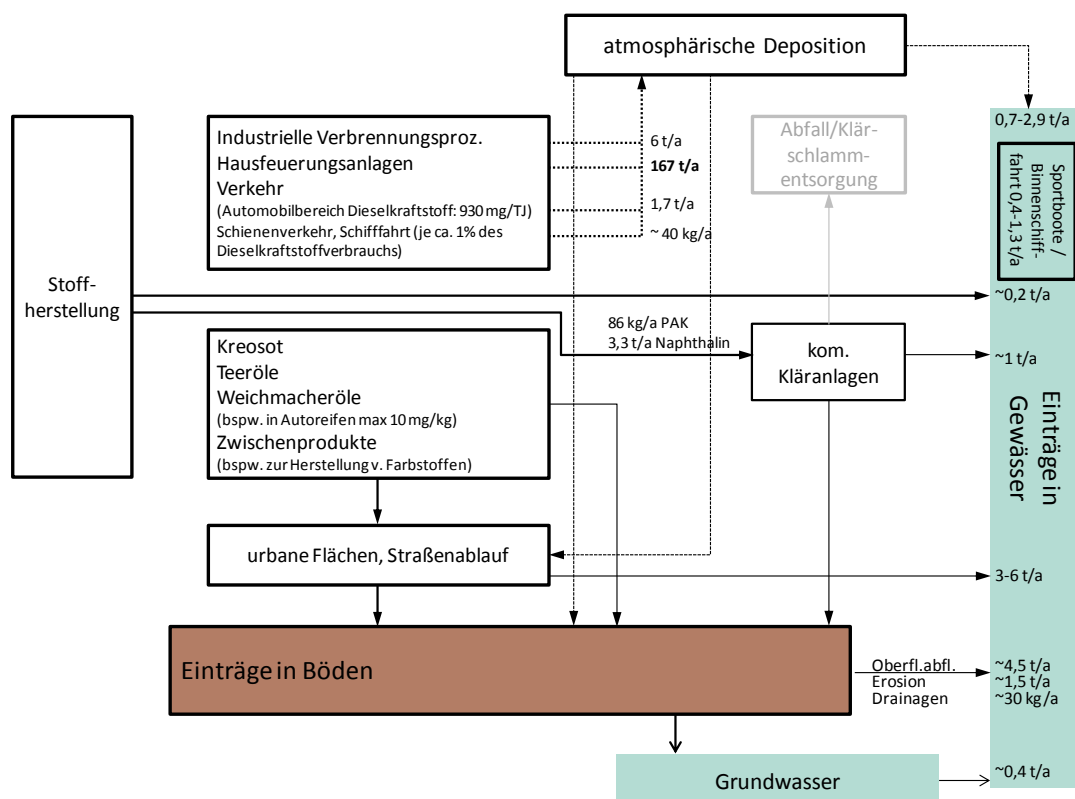 atmosphärische Deposition
0,7-2,9 t/a
Industrielle Verbrennungsproz.
Hausfeuerungsanlagen
Verkehr
(Automobilbereich Dieselkraftstoff: 930 mg/TJ)
Schienenverkehr, Schifffahrt (je ca. 1% des
Dieselkraftstoffverbrauchs)
6 t/a
167 t/a
1,7 t/a
~ 40 kg/a
Abfall/Klär-
schlamm-
entsorgung
Sportboote /
Binnenschiff-
fahrt 0,4-1,3 t/a
Stoff-
herstellung
~0,2 t/a
86 kg/a PAK
3,3 t/a Naphthalin
kom.
Kläranlagen
~1 t/a
Kreosot
Teeröle
Weichmacheröle
(bspw. in Autoreifen max 10 mg/kg)
Zwischenprodukte
(bspw. zur Herstellung v. Farbstoffen)
Einträge in
Gewässer
urbane Flächen, Straßenablauf
3-6 t/a
Einträge in Böden
Oberfl.abfl.
Erosion
Drainagen
~4,5 t/a
~1,5 t/a
~30 kg/a
Grundwasser
~0,4 t/a